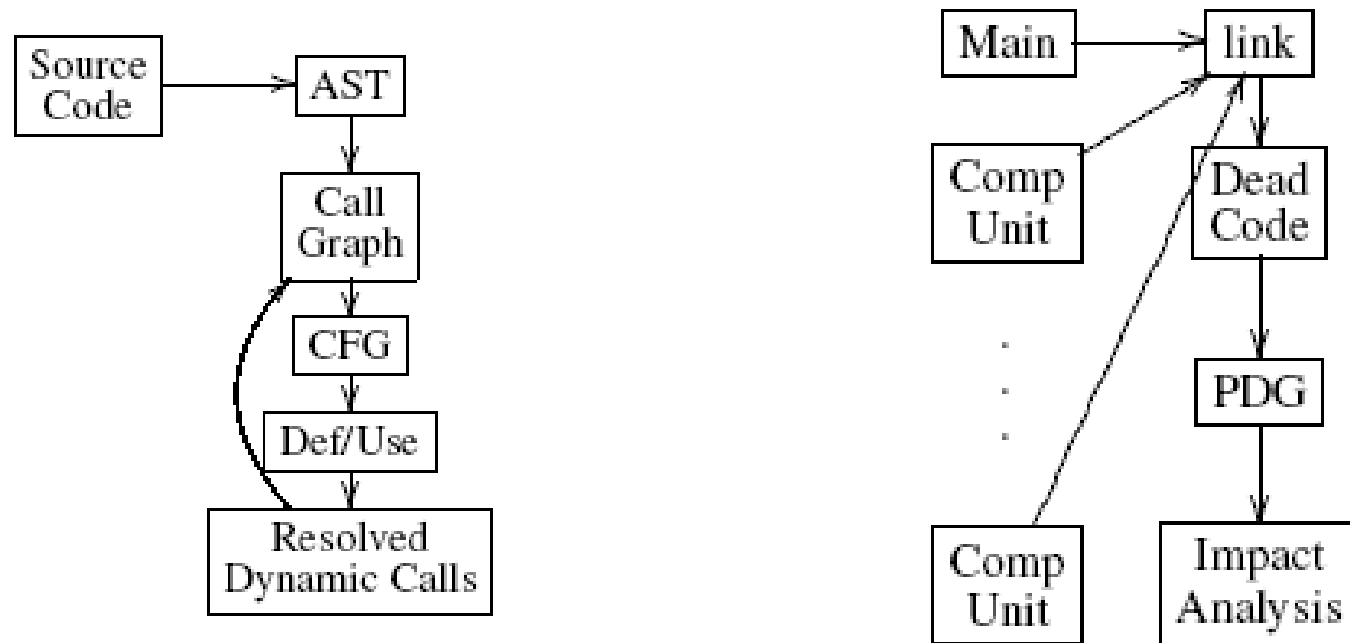 Source
Code
AST
Call
Graph
CFG
Def/Use
Resolved
Dynamic Calls
Main
link
Comp
Unit
Dead
Code
PDG
Comp
Unit
Impact
Analysis